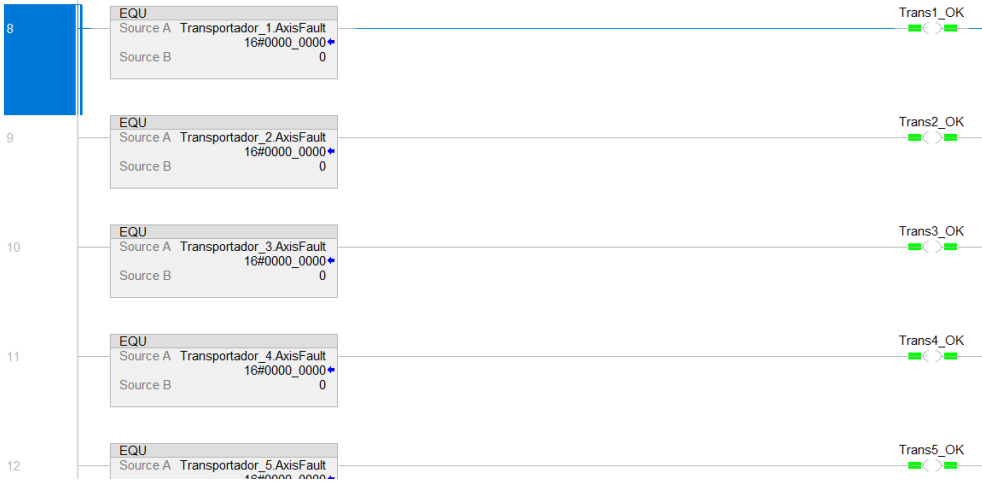 EQU
Trans1_OK
8
Source A Transportador_1.AxisFault
16#0000_0000
Source B 0
EQU
Trans2_OK
9
Source A Transportador_2.AxisFault
16#0000_0000
Source B 0
EQU
Trans3_OK
10
Source A Transportador_3.AxisFault
16#0000_0000
Source B 0
EQU
Trans4_OK
11
Source A Transportador_4.AxisFault
16#0000_0000
Source B 0
EQU
Trans5_OK
12
Source A Transportador_5.AxisFault
16#0000_0000